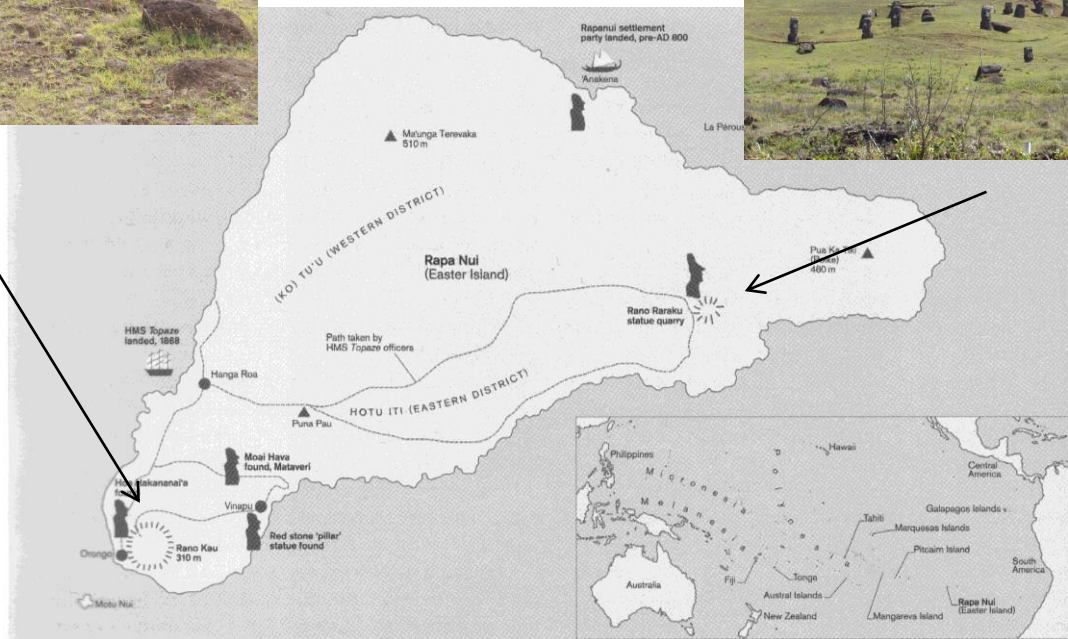 Rapanui settlement
party landed, pre-AD 800
'Anakena
Ma'unga Terevaka
510 m
La Pérous
(KO) TU'U (WESTERN DISTRICT)
Rapa Nui
(Easter Island)
Pua Ka
460 m
Rano Raraku
statue quarry
HMS Topaze
landed, 1868
Path taken by
HMS Topaze officers
Hanga Roa
HOTU ITI (EASTERN DISTRICT)
Puna Pau
Moai Hava
found, Mataveri
Hakananai'a
Vinapu
Red stone 'pillar'
statue found
Orongo
Rano Kau
310 m
Motu Nui
Philippines
Hawaii
Central
America
Micronesia
Polynesia
Melanesia
Galapagos Islands
Tahiti
Marquesas Islands
Pitcairn Island
South
America
Australia
Fiji
Tonga
Austral Islands
Rapa Nui
(Easter Island)
New Zealand
Mangareva Island